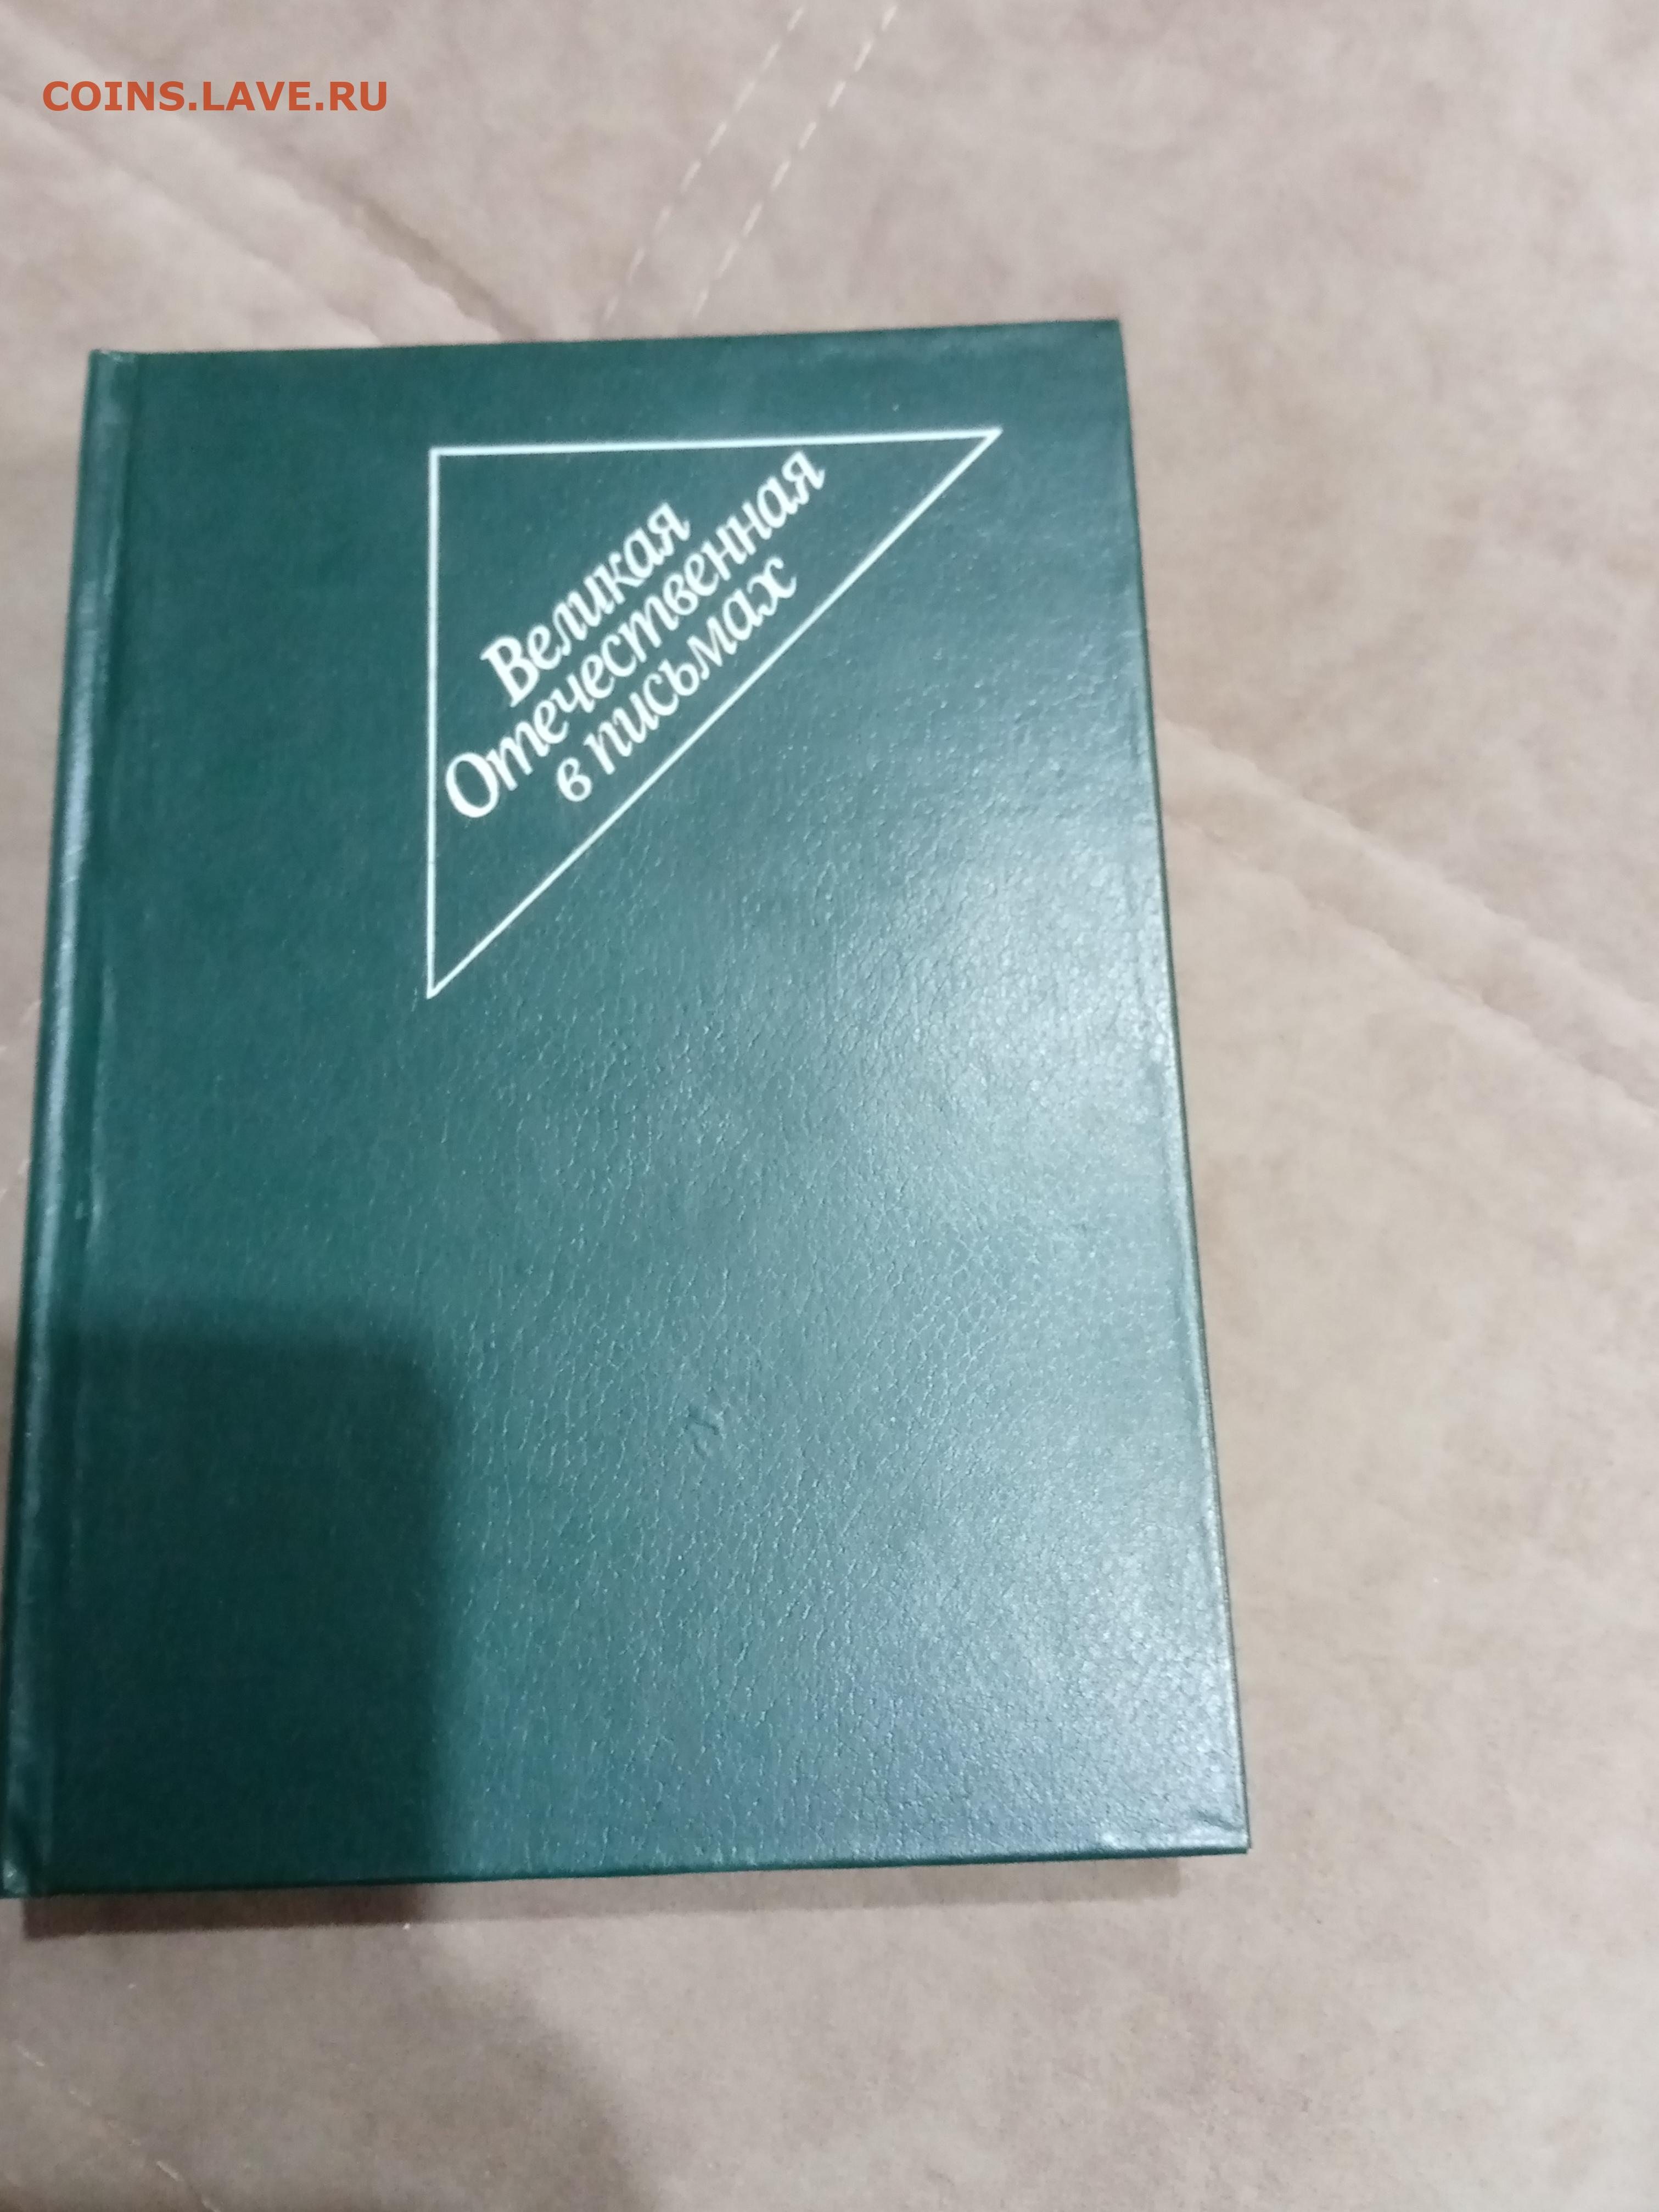 COINS.LAVE.RU
Великая
Отечественная
в письмах